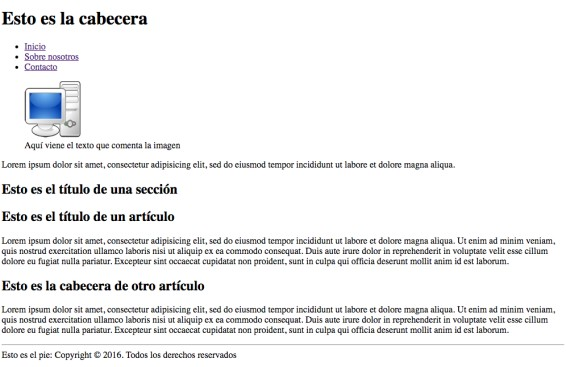 Esto es la cabecera
Inicio
Sobre nosotros
Contacto
Aquí viene el texto que comenta la imagen
Lorem ipsum dolor sit amet, consectetur adipisicing elit, sed do eiusmod tempor incididunt ut labore et dolore magna aliqua.
Esto es el título de una sección
Esto es el título de un artículo
Lorem ipsum dolor sit amet, consectetur adipisicing elit, sed do eiusmod tempor incididunt ut labore et dolore magna aliqua. Ut enim ad minim veniam,
quis nostrud exercitation ullamco laboris nisi ut aliquip ex ea commodo consequat. Duis aute irure dolor in reprehenderit in voluptate velit esse cillum
dolore eu fugiat nulla pariatur. Excepteur sint occaecat cupidatat non proident, sunt in culpa qui officia deserunt mollit anim id est laborum.
Esto es la cabecera de otro artículo
Lorem ipsum dolor sit amet, consectetur adipisicing elit, sed do eiusmod tempor incididunt ut labore et dolore magna aliqua. Ut enim ad minim veniam,
quis nostrud exercitation ullamco laboris nisi ut aliquip ex ea commodo consequat. Duis aute irure dolor in reprehenderit in voluptate velit esse cillum
dolore eu fugiat nulla pariatur. Excepteur sint occaecat cupidatat non proident, sunt in culpa qui officia deserunt mollit anim id est laborum.
Esto es el pie: Copyright © 2016. Todos los derechos reservados